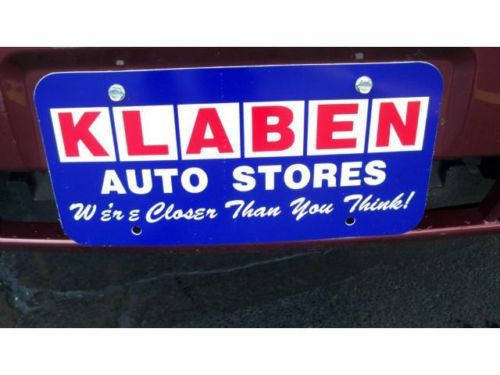 KLABEN
AUTO STORES
We're Closer Than You Think!